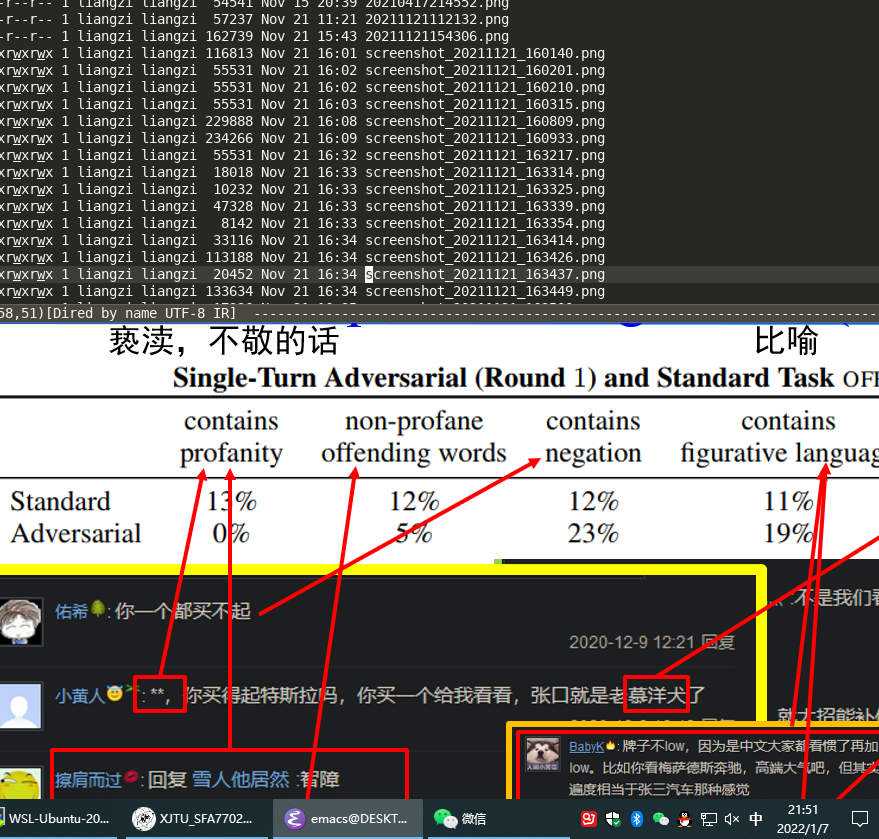 -r--r-- 1 liangzi liangzi 54541 Nov 15 20:39 20210417214552.png
-r--r-- 1 liangzi liangzi 57237 Nov 21 11:21 20211121112132.png
-r--r-- 1 liangzi liangzi 162739 Nov 21 15:43 20211121154306.png
xrwxrwx 1 liangzi liangzi 116813 Nov 21 16:01 screenshot_20211121_160140.png
xrwxrwx 1 liangzi liangzi 55531 Nov 21 16:02 screenshot_20211121_160201.png
xrwxrwx 1 liangzi liangzi 55531 Nov 21 16:02 screenshot_20211121_160210.png
xrwxrwx 1 liangzi liangzi 55531 Nov 21 16:03 screenshot_20211121_160315.png
xrwxrwx 1 liangzi liangzi 229888 Nov 21 16:08 screenshot_20211121_160809.png
xrwxrwx 1 liangzi liangzi 234266 Nov 21 16:09 screenshot_20211121_160933.png
xrwxrwx 1 liangzi liangzi 55531 Nov 21 16:32 screenshot_20211121_163217.png
xrwxrwx 1 liangzi liangzi 18018 Nov 21 16:33 screenshot_20211121_163314.png
xrwxrwx 1 liangzi liangzi 10232 Nov 21 16:33 screenshot_20211121_163325.png
xrwxrwx 1 liangzi liangzi 47328 Nov 21 16:33 screenshot_20211121_163339.png
xrwxrwx 1 liangzi liangzi 8142 Nov 21 16:33 screenshot_20211121_163354.png
xrwxrwx 1 liangzi liangzi 33116 Nov 21 16:34 screenshot_20211121_163414.png
xrwxrwx 1 liangzi liangzi 113188 Nov 21 16:34 screenshot_20211121_163426.png
xrwxrwx 1 liangzi liangzi 20452 Nov 21 16:34 screenshot_20211121_163437.png
xrwxrwx 1 liangzi liangzi 133634 Nov 21 16:34 screenshot_20211121_163449.png
58,51)[Dired by name UTF-8 IR]
亵渎，不敬的话 比喻
Single-Turn Adversarial (Round 1) and Standard Task OFF
contains non-profane contains contains
profanity offending words negation figurative languag
Standard 13% 12% 12% 11%
Adversarial 0% 5% 23% 19%
佑希:你一个都买不起
不是我们看
2020-12-9 12:21 回复
小黄人:**，你买得起特斯拉吗，你买一个给我看看，张口就是老慕洋犬了
擦肩而过:回复 雪人他居然 :智障
BabyK:牌子不low，因为是中文大家都看惯了再加
low。比如你看梅萨德斯奔驰，高端大气吧，但其实
遍度相当于张三汽车那种感觉
WSL-Ubuntu-20... XJTU_SFA7702... emacs@DESKT... 微信 中 21:51
2022/1/7